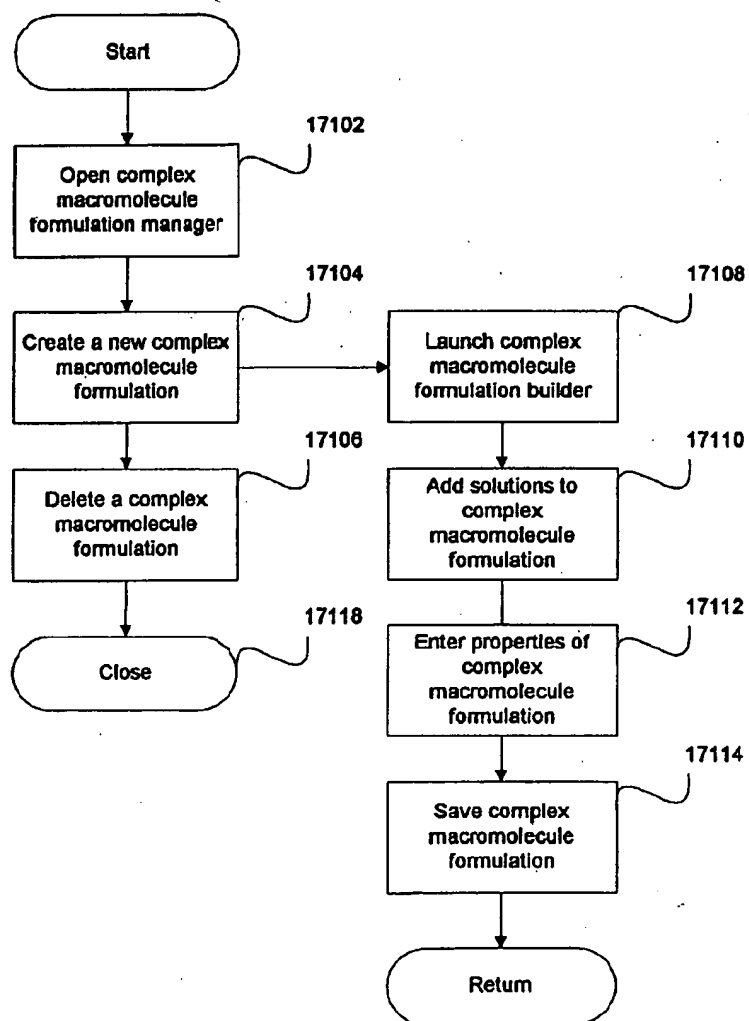 Start
17102
Open complex
macromolecule
formulation manager
17104
Create a new complex
macromolecule
formulation
17106
Delete a complex
macromolecule
formulation
17118
Close
17108
Launch complex
macromolecule
formulation builder
17110
Add solutions to
complex
macromolecule
formulation
17112
Enter properties of
complex
macromolecule
formulation
17114
Save complex
macromolecule
formulation
Return